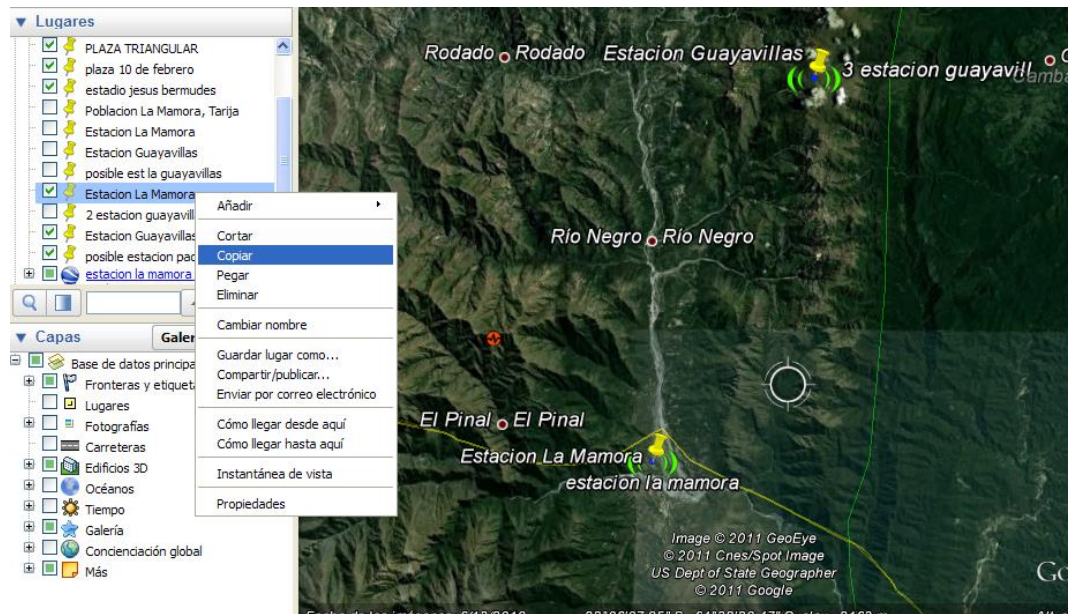 Lugares
PLAZA TRIANGULAR
plaza 10 de febrero
estadio jesus bermudes
Poblacion La Mamora, Tarija
Estacion La Mamora
Estacion Guayavillas
posible est la guayavillas
Estacion La Mamora
2 estacion guayavill
Estacion Guayavillas
posible estacion pad
estacion la mamora
Añadir
Cortar
Copiar
Pegar
Eliminar
Cambiar nombre
Guardar lugar como...
Compartir/publicar...
Enviar por correo electrónico
Cómo llegar desde aquí
Cómo llegar hasta aquí
Instantánea de vista
Propiedades
Capas
Galer
Base de datos principa
Fronteras y etiqueta
Lugares
Fotografías
Carreteras
Edificios 3D
Océanos
Tiempo
Galería
Concienciación global
Más
Rodado Rodado
Estacion Guayavillas
3 estacion guayavill
Camba
Río Negro Río Negro
El Pinal El Pinal
Estacion La Mamora
estacion la mamora
Image © 2011 GeoEye
© 2011 Cnes/Spot Image
US Dept of State Geographer
© 2011 Google
Go